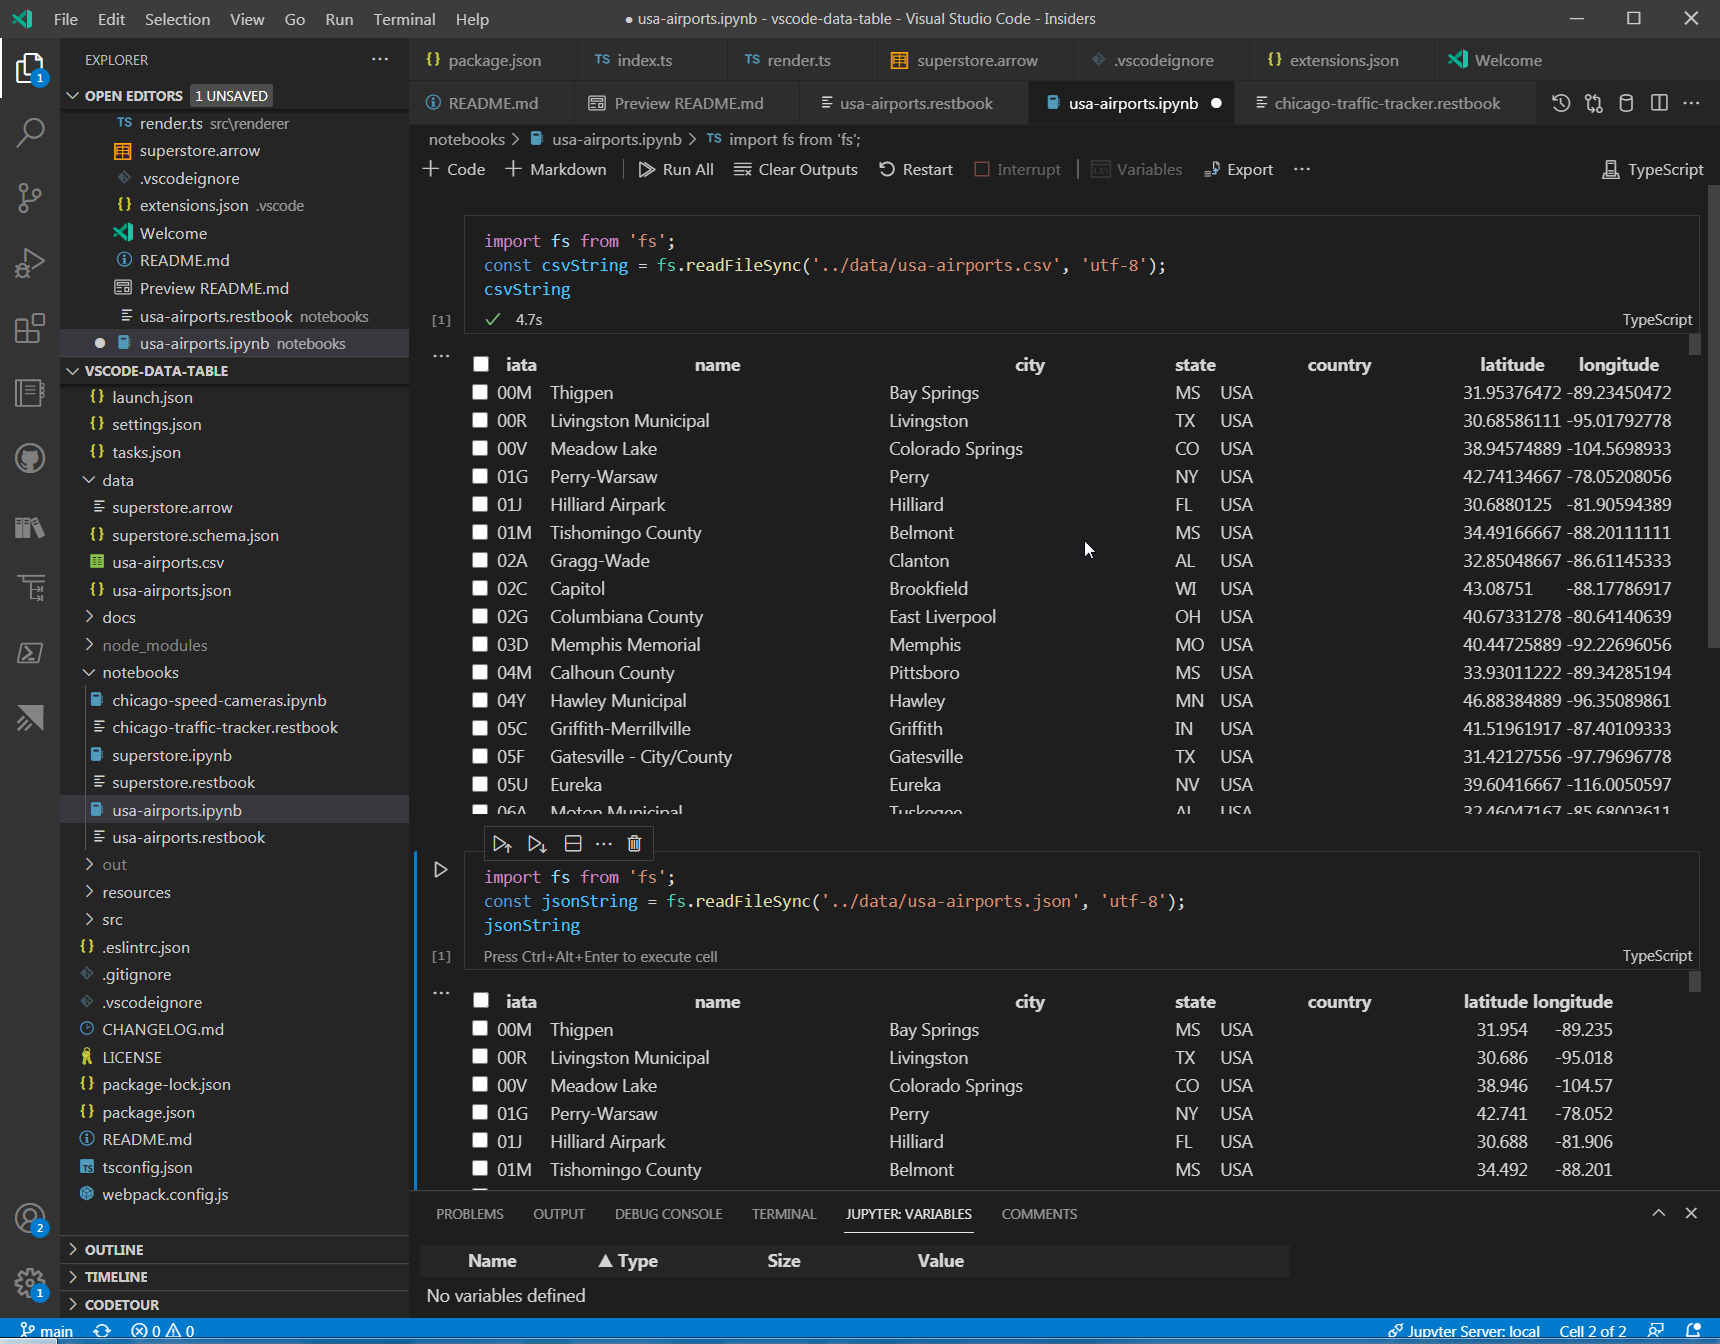 File Edit Selection View Go Run Terminal Help
● usa-airports.ipynb - vscode-data-table - Visual Studio Code - Insiders
EXPLORER
OPEN EDITORS 1 UNSAVED
TS render.ts src\renderer
superstore.arrow
.vscodeignore
{} extensions.json .vscode
Welcome
README.md
Preview README.md
usa-airports.restbook notebooks
usa-airports.ipynb notebooks
VSCODE-DATA-TABLE
{} launch.json
{} settings.json
{} tasks.json
data
superstore.arrow
{} superstore.schema.json
usa-airports.csv
{} usa-airports.json
docs
node_modules
notebooks
chicago-speed-cameras.ipynb
chicago-traffic-tracker.restbook
superstore.ipynb
superstore.restbook
usa-airports.ipynb
usa-airports.restbook
out
resources
src
{} .eslintrc.json
.gitignore
.vscodeignore
CHANGELOG.md
LICENSE
{} package-lock.json
{} package.json
README.md
TS tsconfig.json
webpack.config.js
OUTLINE
TIMELINE
CODETOUR
1
2
1
{} package.json TS index.ts TS render.ts superstore.arrow .vscodeignore {} extensions.json Welcome
README.md Preview README.md usa-airports.restbook usa-airports.ipynb ● chicago-traffic-tracker.restbook
notebooks > usa-airports.ipynb > TS import fs from 'fs';
+ Code + Markdown Run All Clear Outputs Restart Interrupt Variables Export ··· TypeScript
import fs from 'fs';
const csvString = fs.readFileSync('../data/usa-airports.csv', 'utf-8');
csvString
[1] ✓ 4.7s TypeScript
iata name city state country latitude longitude
00M Thigpen Bay Springs MS USA 31.95376472 -89.23450472
00R Livingston Municipal Livingston TX USA 30.68586111 -95.01792778
00V Meadow Lake Colorado Springs CO USA 38.94574889 -104.5698933
01G Perry-Warsaw Perry NY USA 42.74134667 -78.05208056
01J Hilliard Airpark Hilliard FL USA 30.6880125 -81.90594389
01M Tishomingo County Belmont MS USA 34.49166667 -88.20111111
02A Gragg-Wade Clanton AL USA 32.85048667 -86.61145333
02C Capitol Brookfield WI USA 43.08751 -88.17786917
02G Columbiana County East Liverpool OH USA 40.67331278 -80.64140639
03D Memphis Memorial Memphis MO USA 40.44725889 -92.22696056
04M Calhoun County Pittsboro MS USA 33.93011222 -89.34285194
04Y Hawley Municipal Hawley MN USA 46.88384889 -96.35089861
05C Griffith-Merrillville Griffith IN USA 41.51961917 -87.40109333
05F Gatesville - City/County Gatesville TX USA 31.42127556 -97.79696778
05U Eureka Eureka NV USA 39.60416667 -116.0050597
06A Moton Municipal Tuskegee AL USA 32.46047167 -85.68003611
import fs from 'fs';
const jsonString = fs.readFileSync('../data/usa-airports.json', 'utf-8');
jsonString
[1] Press Ctrl+Alt+Enter to execute cell TypeScript
iata name city state country latitude longitude
00M Thigpen Bay Springs MS USA 31.954 -89.235
00R Livingston Municipal Livingston TX USA 30.686 -95.018
00V Meadow Lake Colorado Springs CO USA 38.946 -104.57
01G Perry-Warsaw Perry NY USA 42.741 -78.052
01J Hilliard Airpark Hilliard FL USA 30.688 -81.906
01M Tishomingo County Belmont MS USA 34.492 -88.201
PROBLEMS OUTPUT DEBUG CONSOLE TERMINAL JUPYTER: VARIABLES COMMENTS
Name ▲ Type Size Value
No variables defined
main 0 0 Jupyter Server: local Cell 2 of 2